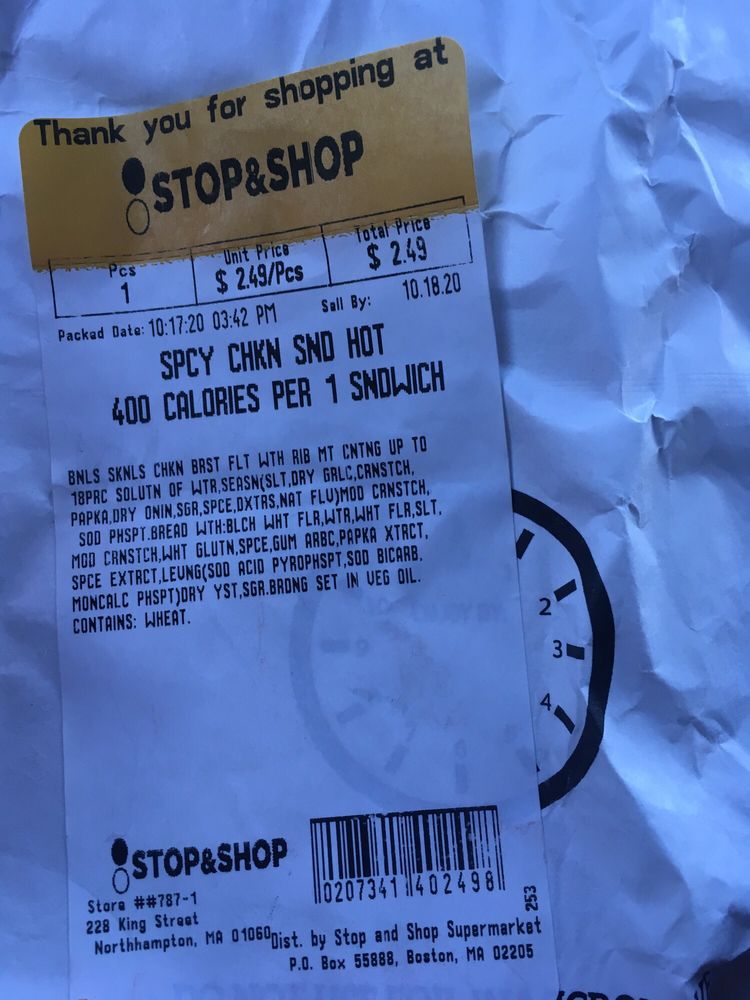 Thank you for shopping at
STOP&SHOP
Pcs Unit Price Total Price
1 $ 2.49/Pcs $ 2.49
Packed Date: 10:17:20 03:42 PM Sell By: 10.18.20
SPCY CHKN SND HOT
400 CALORIES PER 1 SNDWICH
BNLS SKNLS CHKN BRST FLT WTH RIB MT CNTNG UP TO
18PRC SOLUTN OF WTR,SEASN(SLT,DRY GRLC,CRNSTCH,
PAPKA,DRY ONIN,SGR,SPCE,DXTRS,NAT FLV)MOD CRNSTCH,
SOD PHSPT.BREAD WITH:BLCH WHT FLR,WTR,WHT FLR,SLT,
MOD CRNSTCH,WHT GLUTN,SPCE,GUM ARBC,PAPKA XTRCT,
SPCE EXTRCT,LEVNG(SOD ACID PYROPHSPT,SOD BICARB,
MONCALC PHSPT)DRY YST,SGR.BRDNG SET IN VEG OIL.
CONTAINS: WHEAT.
2
3
4
STOP&SHOP
0207341 402498
253
Store ##787-1
228 King Street
Northhampton, MA 01060
Dist. by Stop and Shop Supermarket
P.O. Box 55888, Boston, MA 02205